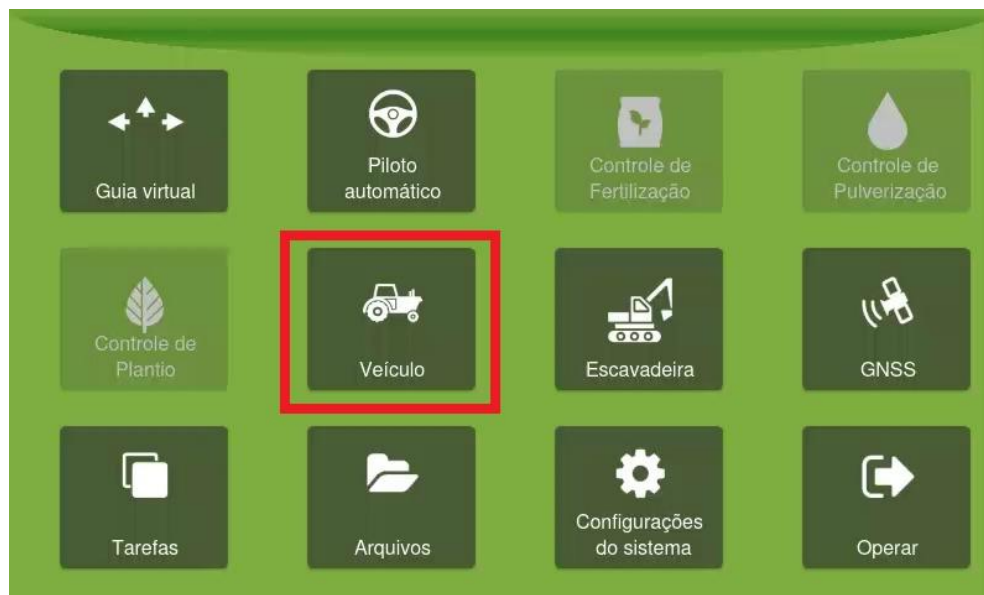 Guia virtual
Piloto
automático
Controle de
Fertilização
Controle de
Pulverização
Controle de
Plantio
Veículo
Escavadeira
GNSS
Tarefas
Arquivos
Configurações
do sistema
Operar